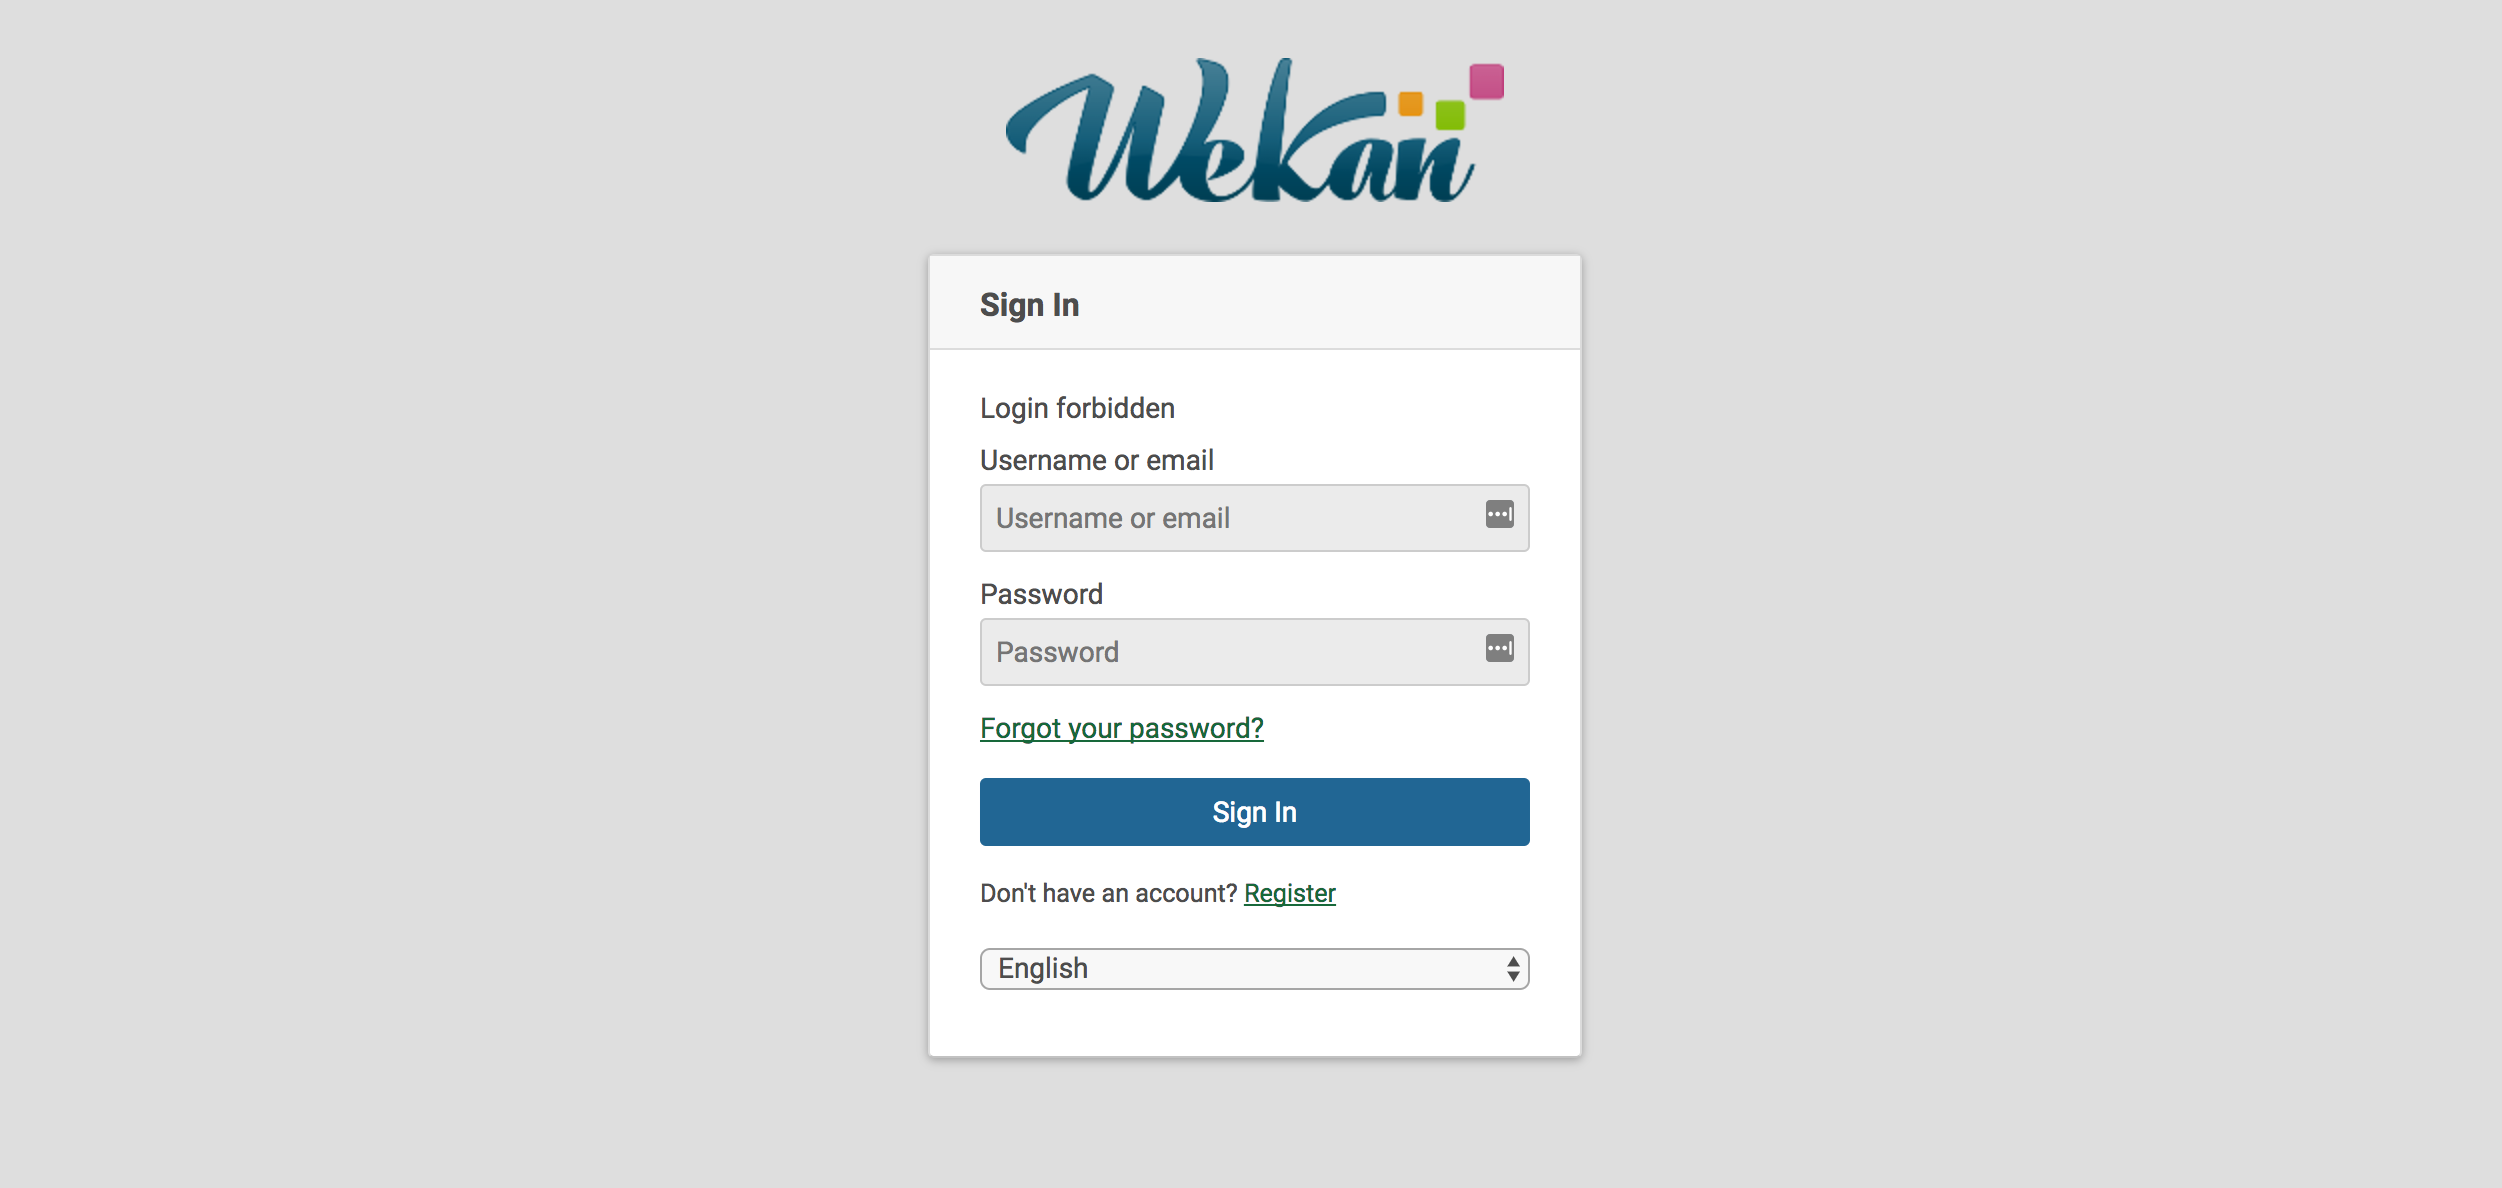 Wekan
Sign In
Login forbidden
Username or email
Username or email
Password
Password
Forgot your password?
Sign In
Don't have an account? Register
English